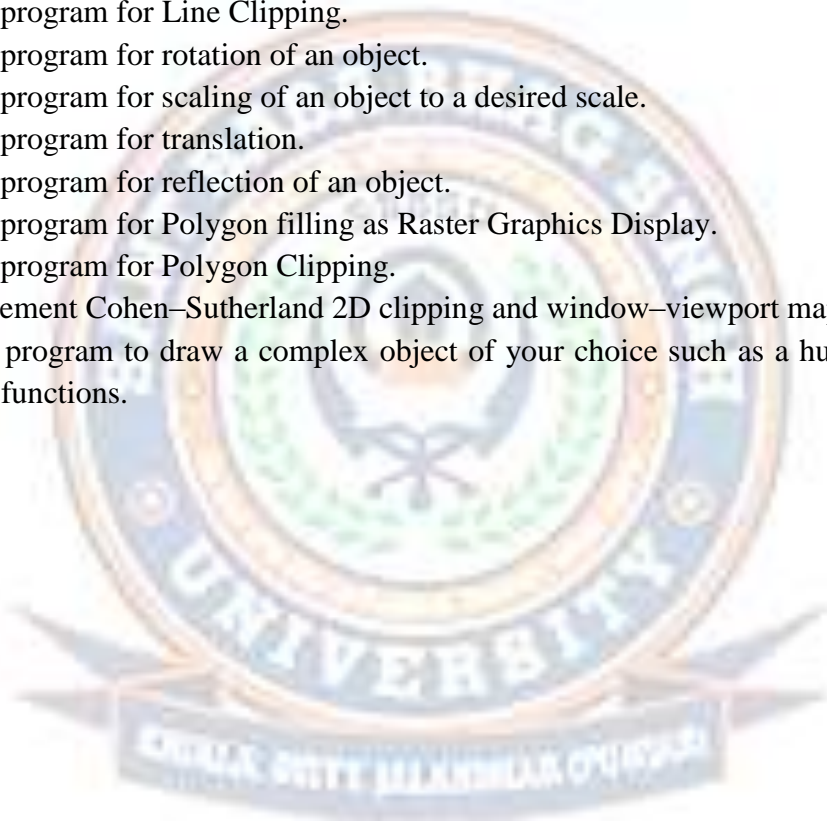 program for Line Clipping.
program for rotation of an object.
program for scaling of an object to a desired scale.
program for translation.
program for reflection of an object.
program for Polygon filling as Raster Graphics Display.
program for Polygon Clipping.
ement Cohen–Sutherland 2D clipping and window–viewport ma
program to draw a complex object of your choice such as a hu
functions.
UNIVERSITY